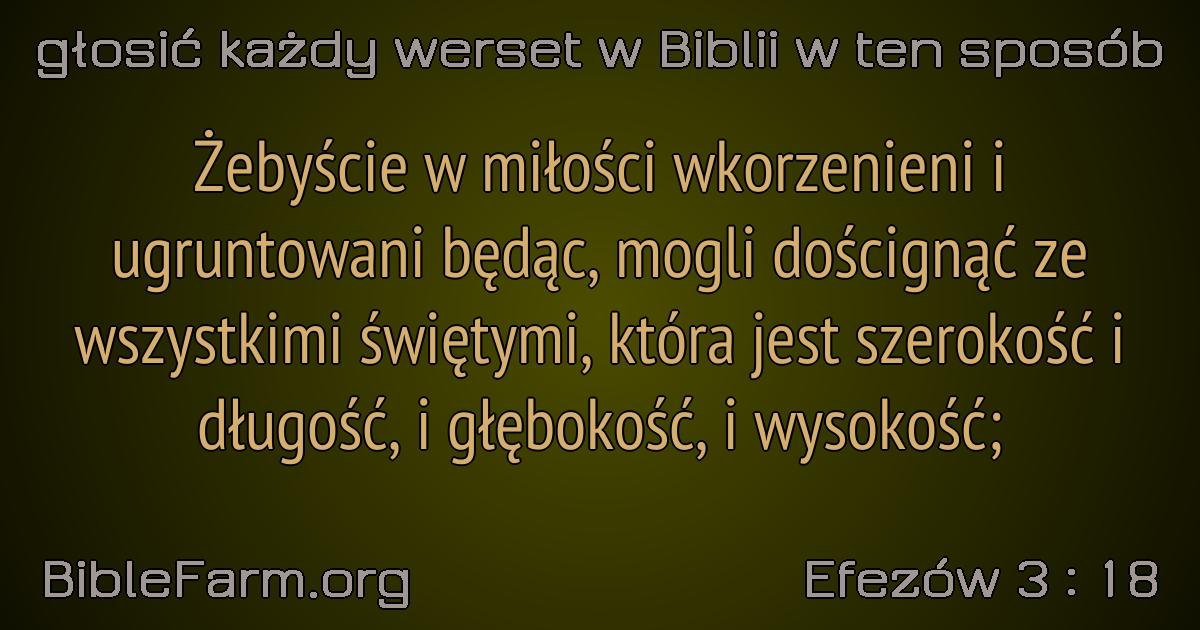 głosić każdy werset w Biblii w ten sposób
Żebyście w miłości wkorzenieni i
ugruntowani będąc, mogli doścignąć ze
wszystkimi świętymi, która jest szerokość i
długość, i głębokość, i wysokość;
BibleFarm.org
Efezów 3 : 18